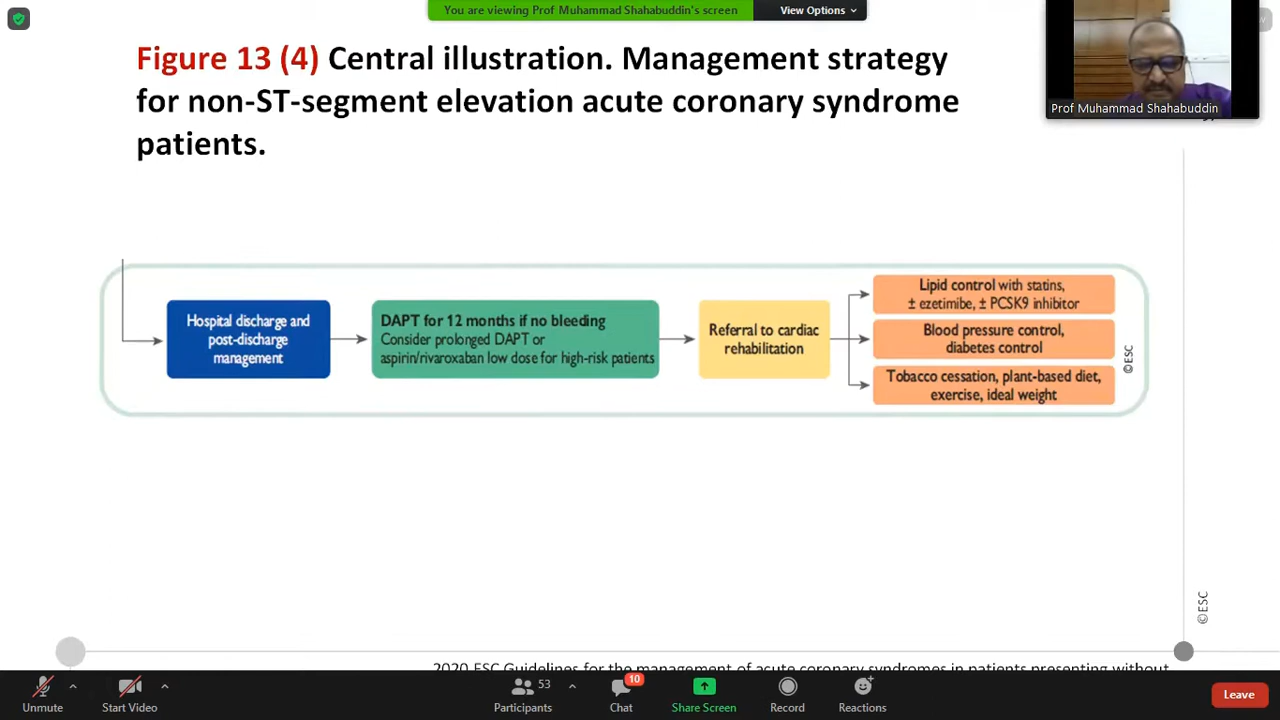 You are viewing Prof Muhammad Shahabuddin's screen
View Options
Figure 13 (4) Central illustration. Management strategy
for non-ST-segment elevation acute coronary syndrome
patients.
Prof Muhammad Shahabuddin
Hospital discharge and
post-discharge
management
DAPT for 12 months if no bleeding
Consider prolonged DAPT or
aspirin/rivaroxaban low dose for high-risk patients
Referral to cardiac
rehabilitation
Lipid control with statins,
± ezetimibe, ± PCSK9 inhibitor
Blood pressure control,
diabetes control
Tobacco cessation, plant-based diet,
exercise, ideal weight
©ESC
©ESC
2020 ESC Guidelines for the management of acute coronary syndromes in patients presenting without
Unmute
Start Video
53
Participants
10
Chat
Share Screen
Record
Reactions
Leave